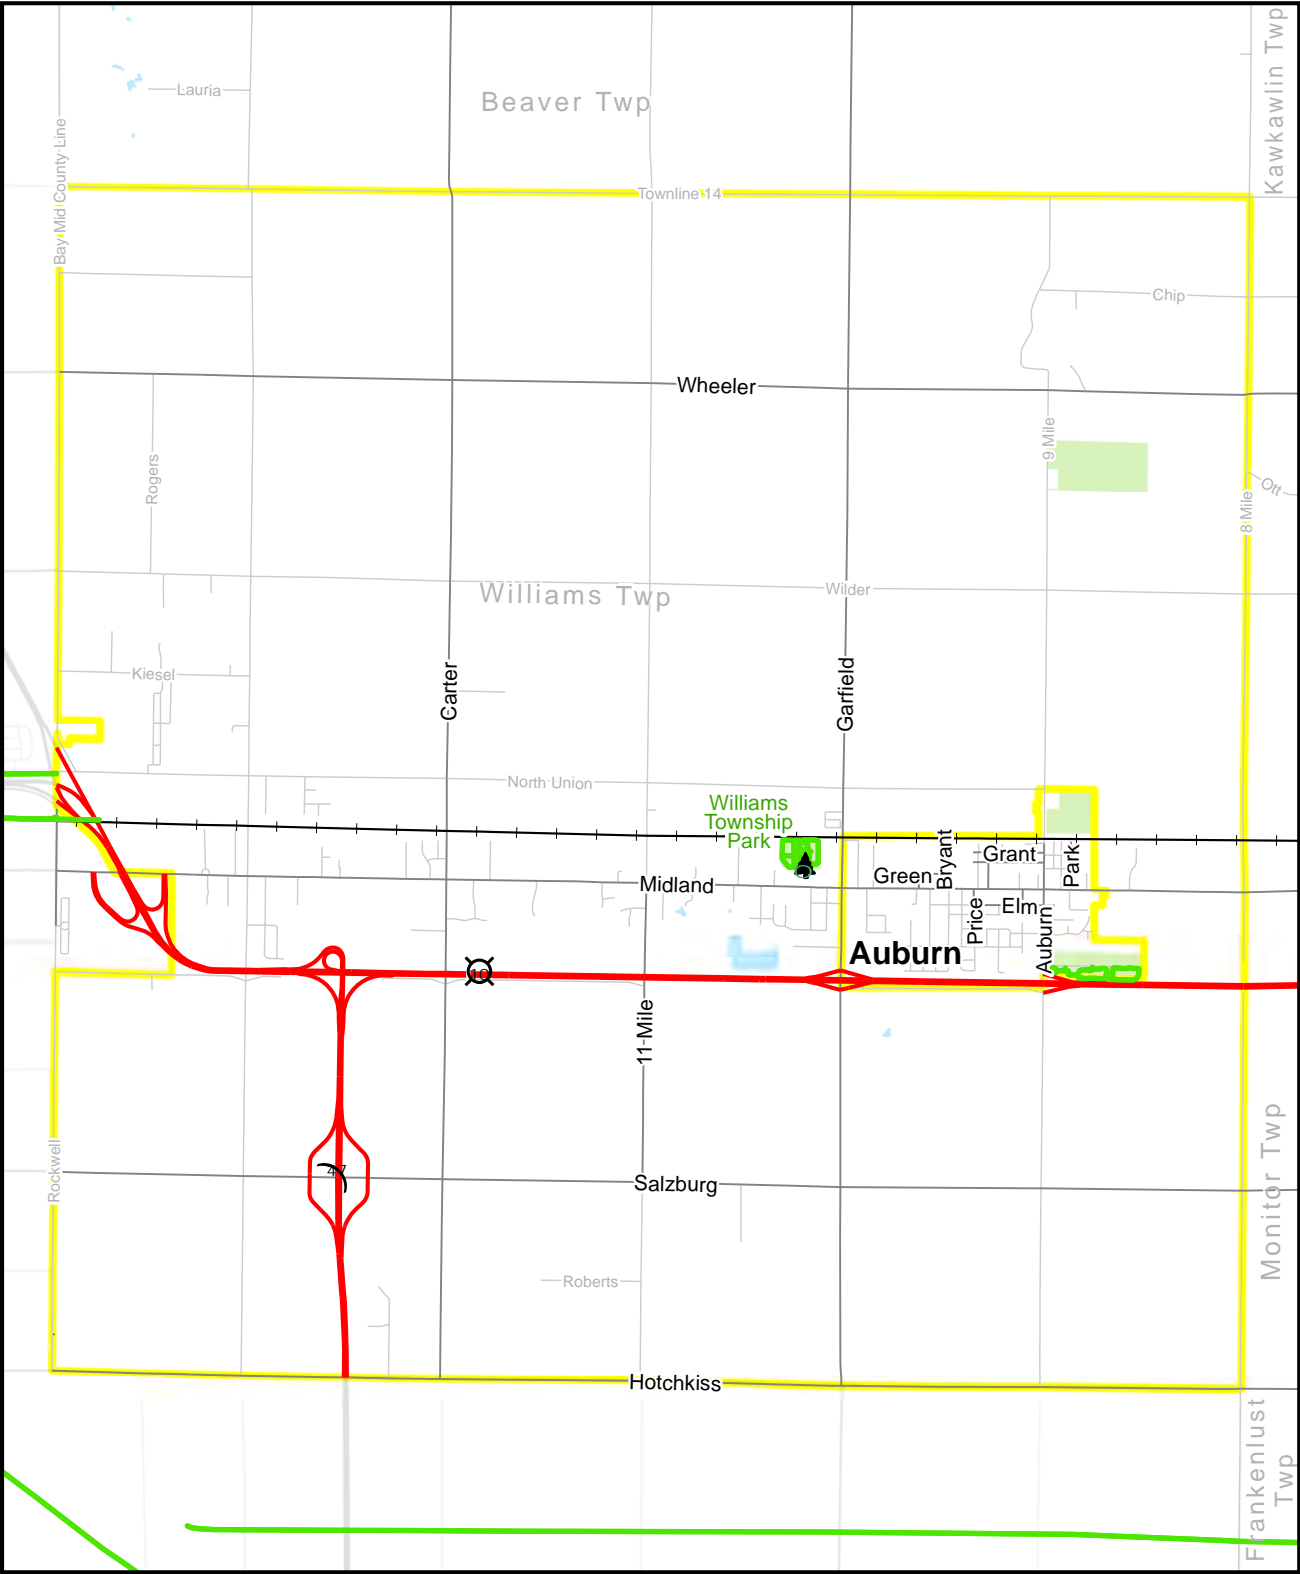 Lauria
Beaver Twp
Kawkawlin Twp
Bay Mid County Line
Townline 14
Chip
Wheeler
9 Mile
Rogers
8 Mile
Ott
Williams Twp
Wilder
Kiesel
Carter
Garfield
North Union
Williams
Township
Park
Bryant
Grant
Park
Green
Midland
Price
Elm
Auburn
Auburn
10
11-Mile
Rockwell
47
Salzburg
Monitor Twp
Roberts
Hotchkiss
Frankenlust
Twp